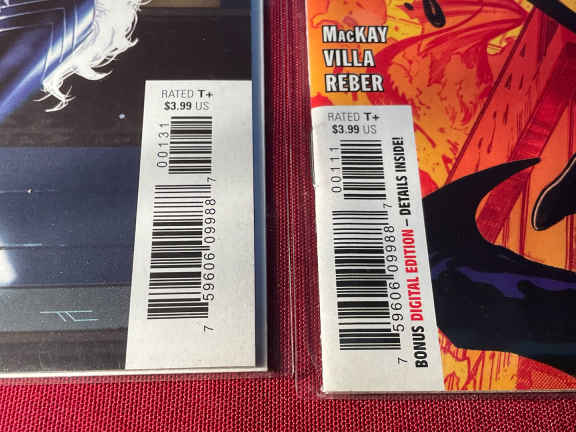 RATED T+
$3.99 US
00131
7 59606 09988 7
MacKAY
VILLA
REBER
RATED T+
$3.99 US
00111
7 59606 09988 7
BONUS DIGITAL EDITION – DETAILS INSIDE!